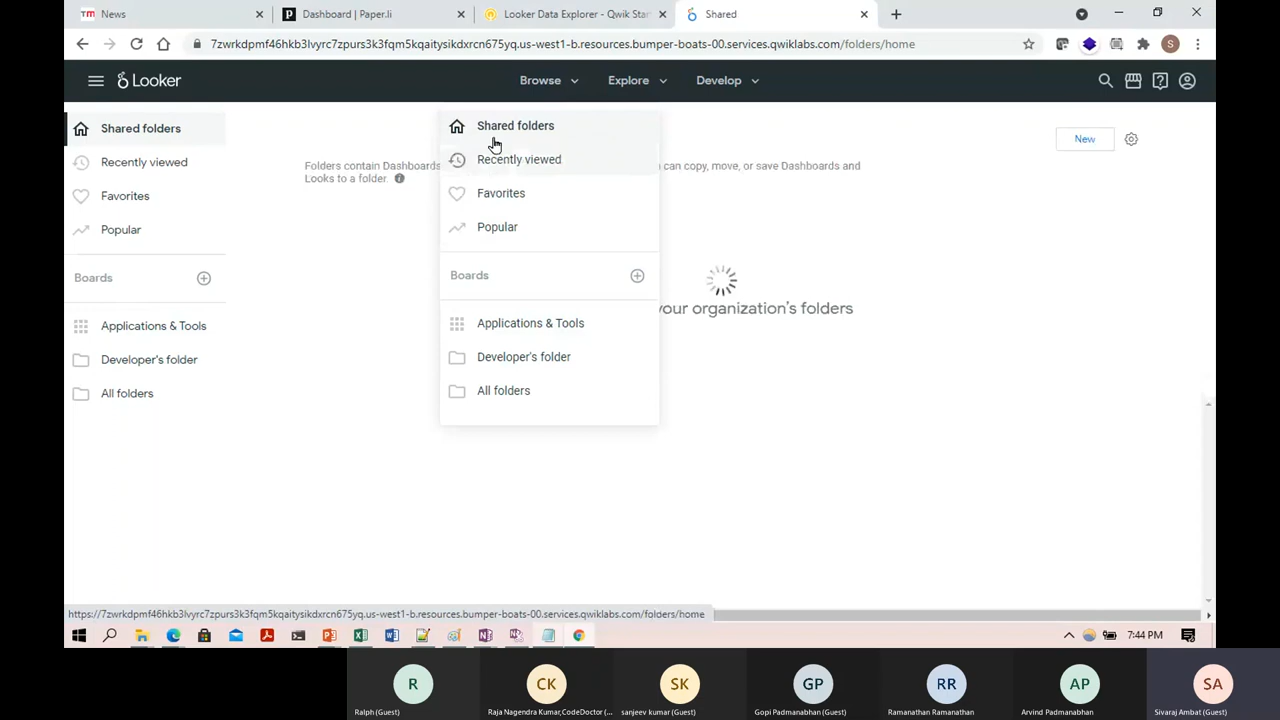 News
Dashboard | Paper.li
Looker Data Explorer - Qwik Star
Shared
7zwrkdpmf46hkb3lvyrc7zpurs3k3fqm5kqaitysikdxrcn675yq.us-west1-b.resources.bumper-boats-00.services.qwiklabs.com/folders/home
S
Looker
Browse
Explore
Develop
Shared folders
Recently viewed
Favorites
Popular
Boards
Applications & Tools
Developer's folder
All folders
Shared folders
Recently viewed
Favorites
Popular
Boards
Applications & Tools
Developer's folder
All folders
New
Folders contain Dashboards can copy, move, or save Dashboards and
Looks to a folder.
your organization's folders
https://7zwrkdpmf46hkb3lvyrc7zpurs3k3fqm5kqaitysikdxrcn675yq.us-west1-b.resources.bumper-boats-00.services.qwiklabs.com/folders/home
7:44 PM
R
CK
SK
GP
RR
AP
SA
Ralph (Guest)
Raja Nagendra Kumar,CodeDoctor (...
sanjeev kumar (Guest)
Gopi Padmanabhan (Guest)
Ramanathan Ramanathan
Arvind Padmanabhan
Sivaraj Ambat (Guest)